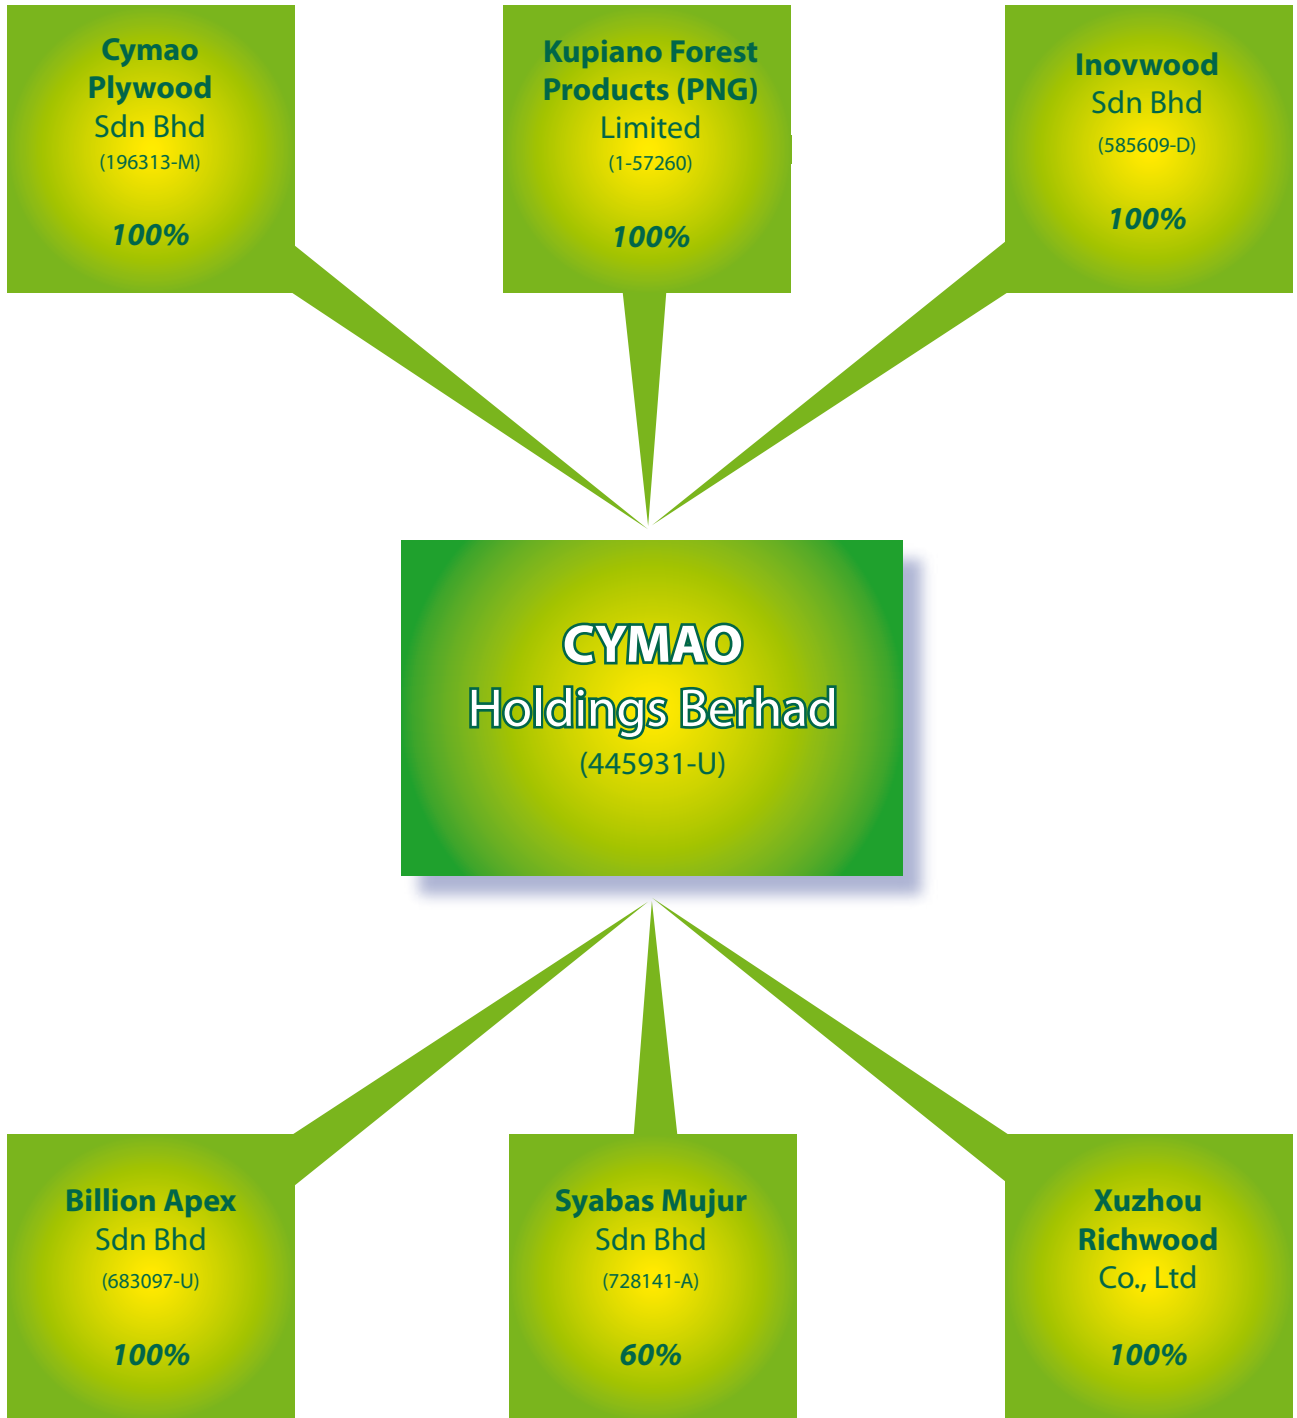 Cymao
Plywood
Sdn Bhd
(196313-M)
100%
Kupiano Forest
Products (PNG)
Limited
(1-57260)
100%
Inovwood
Sdn Bhd
(585609-D)
100%
CYMAO
Holdings Berhad
(445931-U)
Billion Apex
Sdn Bhd
(683097-U)
100%
Syabas Mujur
Sdn Bhd
(728141-A)
60%
Xuzhou
Richwood
Co., Ltd
100%